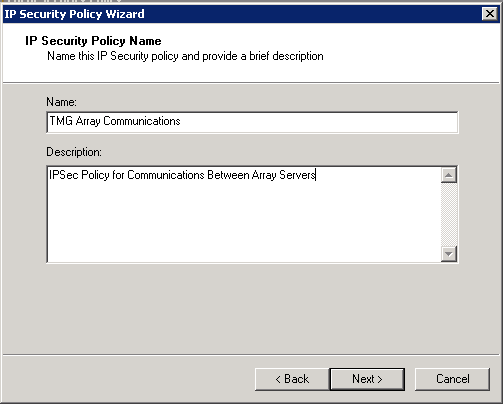 IP Security Policy Wizard
IP Security Policy Name
Name this IP Security policy and provide a brief description
Name:
TMG Array Communications
Description:
IPSec Policy for Communications Between Array Servers
< Back
Next >
Cancel